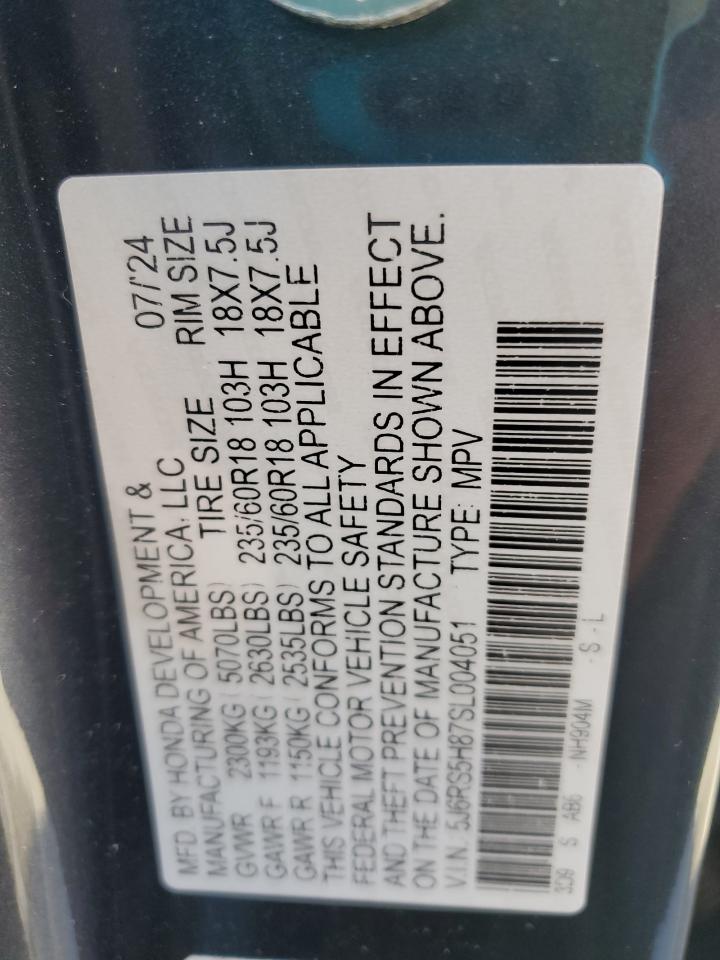 MFD BY HONDA DEVELOPMENT & 07/'24
MANUFACTURING OF AMERICA, LLC
TIRE SIZE RIM SIZE
GVWR 2300KG (5070LBS)
GAWR F 1193KG (2630LBS) 235/60R18 103H 18X7.5J
GAWR R 1150KG (2535LBS) 235/60R18 103H 18X7.5J
THIS VEHICLE CONFORMS TO ALL APPLICABLE
FEDERAL MOTOR VEHICLE SAFETY
AND THEFT PREVENTION STANDARDS IN EFFECT
ON THE DATE OF MANUFACTURE SHOWN ABOVE.
V.I.N. 5J6RS5H87SL004051 TYPE: MPV
3D9 S AB6 -NH904M -S-L